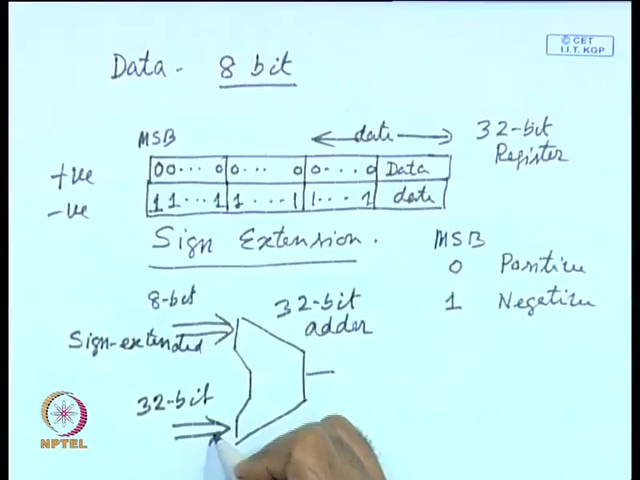 Data - 8 bit
© CET
I.I.T. KGP
MSB
date
32-bit
Register
+ve
00...0 0... 0 0...0 Data
-ve
11...1 1...1 1...1 date
Sign Extension.
MSB
0 Positive
1 Negative
8-bit
Sign-extended
32-bit
adder
32-bit
NPTEL